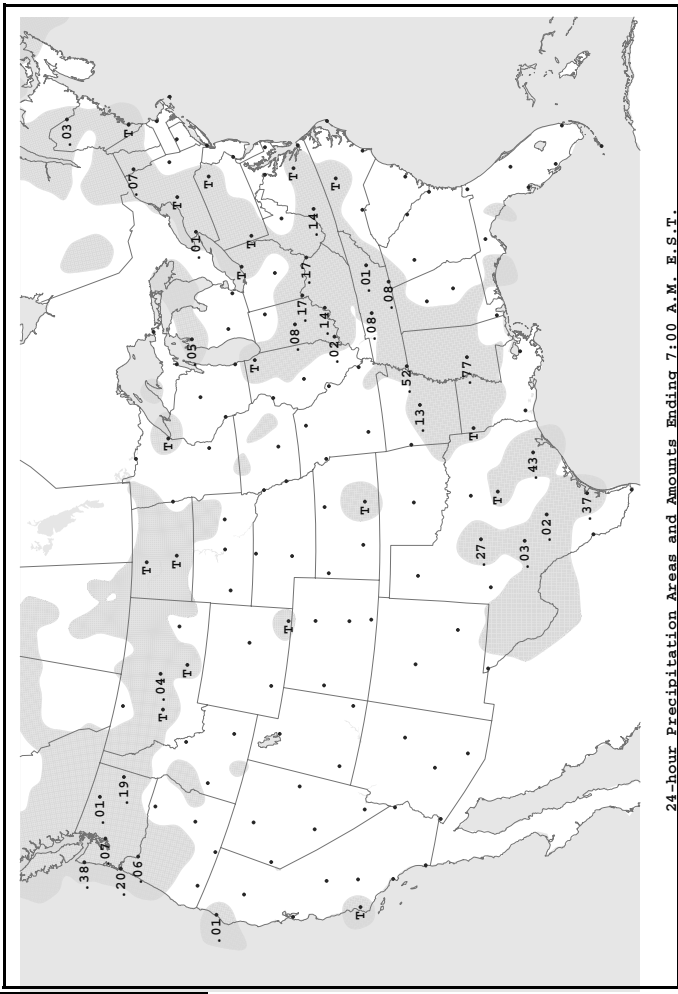 .03
.38
.01
.07
.20
.19
T
.07
.06
T
.04
T
T
T
T
T
.05
.01
T
.01
T
T
T
T
T
.08
.17
.17
.14
.14
.02
T
T
T
.01
.08
.08
.52
.13
.77
T
.27
T
.03
.43
.02
.37
24-hour Precipitation Areas and Amounts Ending 7:00 A.M. E.S.T.